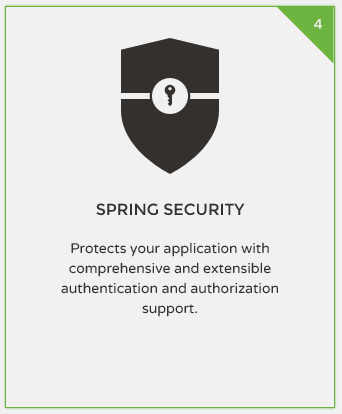 4
SPRING SECURITY
Protects your application with
comprehensive and extensible
authentication and authorization
support.